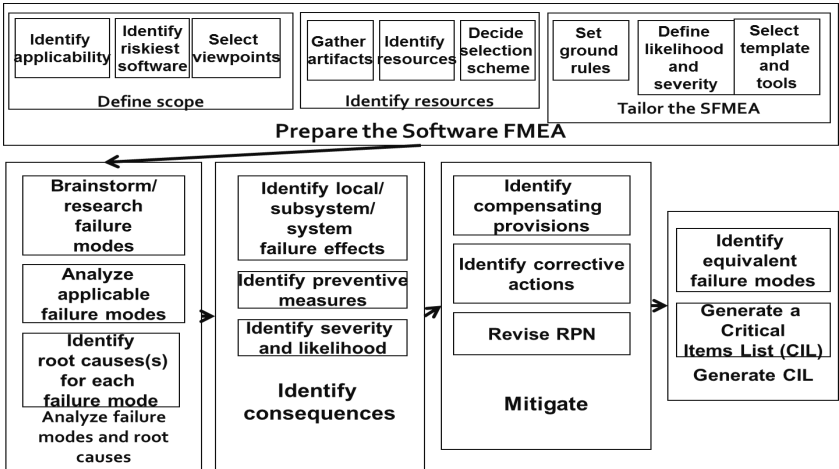 Identify
applicability
Identify
riskiest
software
Select
viewpoints
Define scope
Gather
artifacts
Identify
resources
Decide
selection
scheme
Identify resources
Set
ground
rules
Define
likelihood
and
severity
Select
template
and
tools
Tailor the SFMEA
Prepare the Software FMEA
Brainstorm/
research
failure
modes
Analyze
applicable
failure modes
Identify
root causes(s)
for each
failure mode
Analyze failure
modes and root
causes
Identify local/
subsystem/
system
failure effects
Identify preventive
measures
Identify severity
and likelihood
Identify
consequences
Identify
compensating
provisions
Identify corrective
actions
Revise RPN
Mitigate
Identify
equivalent
failure modes
Generate a
Critical
Items List (CIL)
Generate CIL